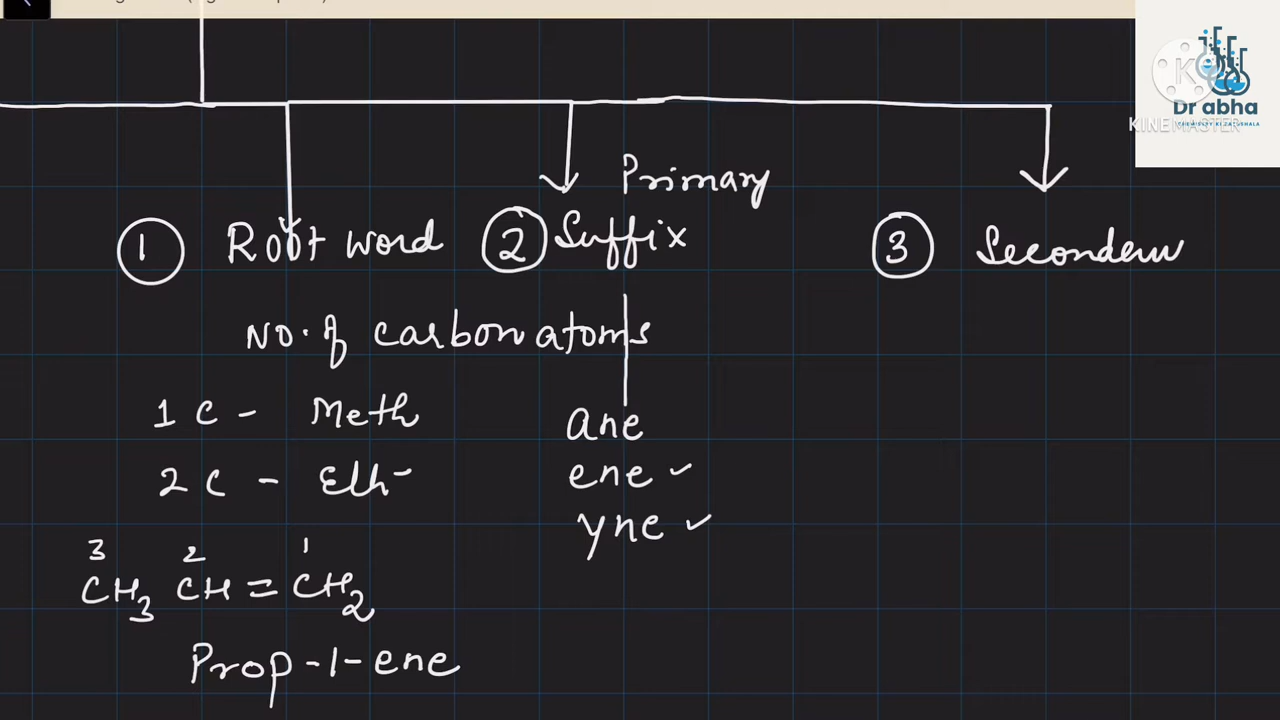 Dr abha
KINEMASTER
Primary
① Root word ② Suffix ③ Seconderu
No. of carbon atoms
1 C - Meth
ane
2 C - Eth-
ene ✓
yne ✓
3 2 1
CH3 CH = CH2
Prop-1-ene